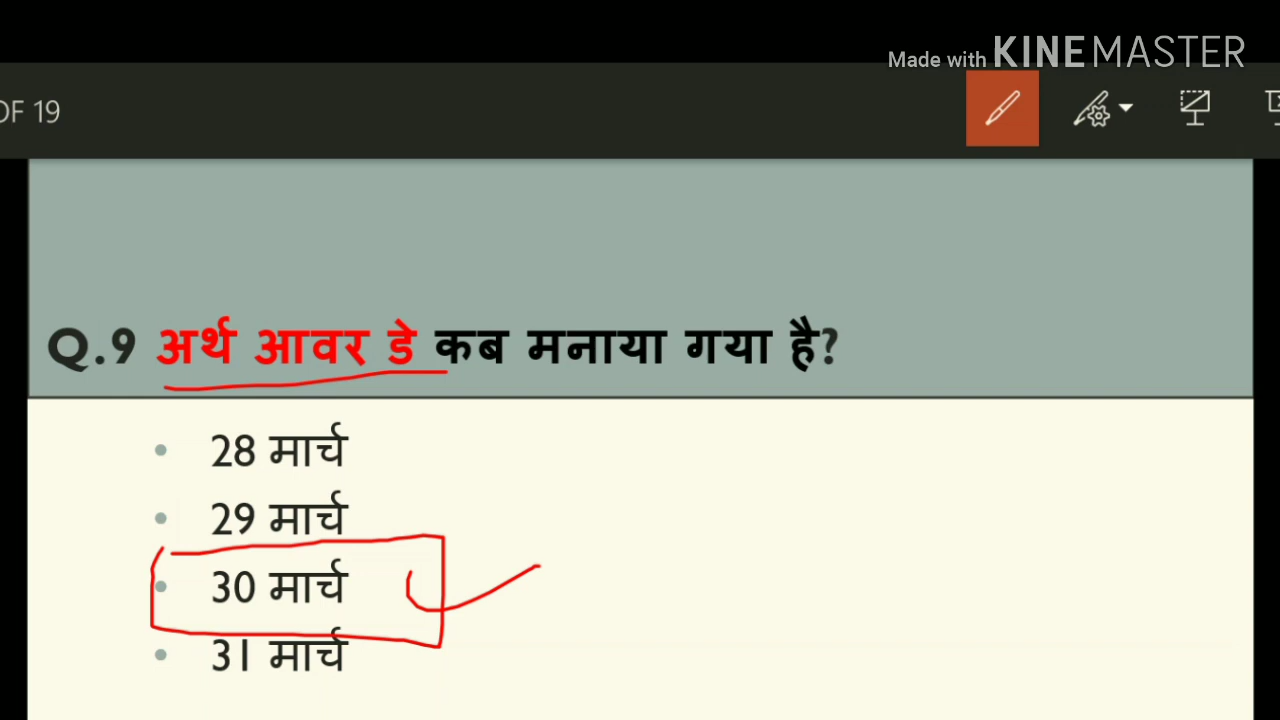 Made with KINEMASTER
OF 19
Q.9 अर्थ आवर डे कब मनाया गया है?
• 28 मार्च
• 29 मार्च
• 30 मार्च
• 31 मार्च